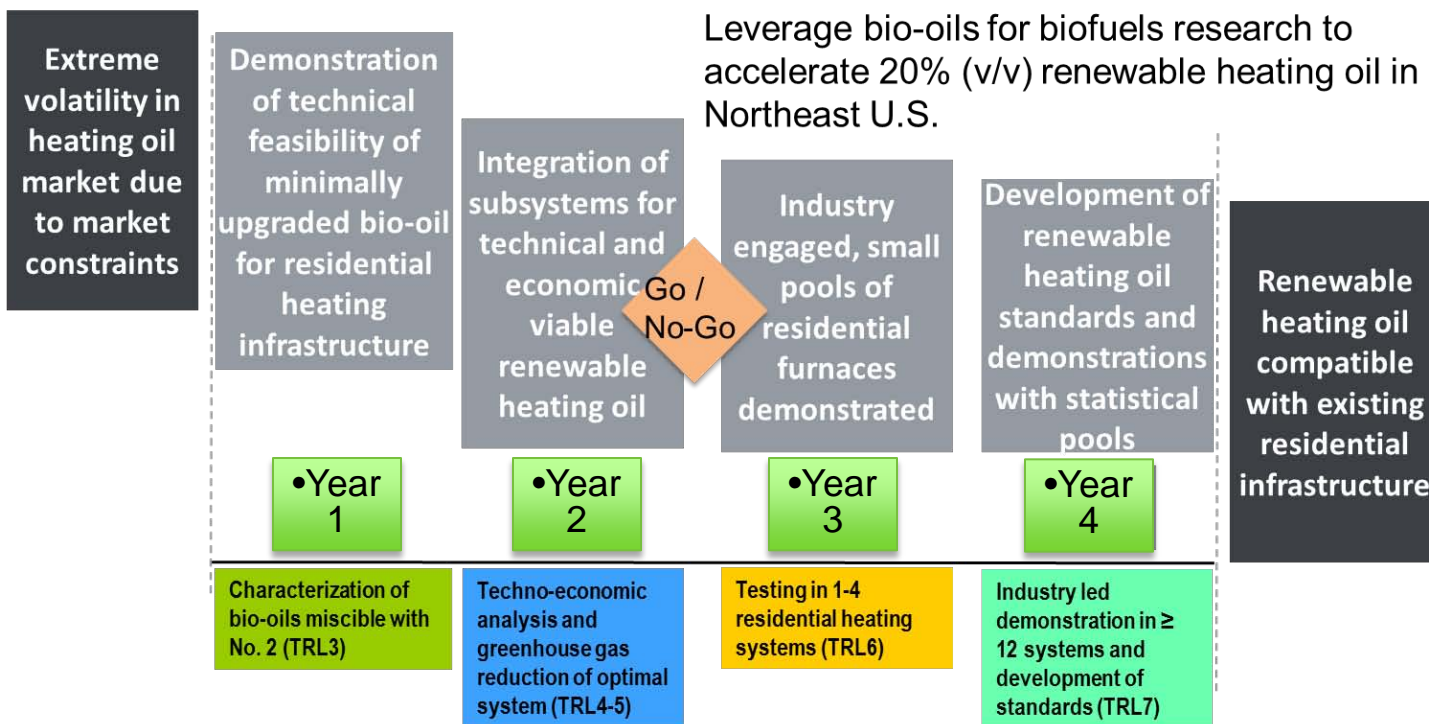 Leverage bio-oils for biofuels research to
accelerate 20% (v/v) renewable heating oil in
Northeast U.S.
Extreme
volatility in
heating oil
market due
to market
constraints
Demonstration
of technical
feasibility of
minimally
upgraded bio-oil
for residential
heating
infrastructure
Integration of
subsystems for
technical and
economic
viable
renewable
heating oil
Go /
No-Go
Industry
engaged, small
pools of
residential
furnaces
demonstrated
Development of
renewable
heating oil
standards and
demonstrations
with statistical
pools
Renewable
heating oil
compatible
with existing
residential
infrastructure
•Year
1
•Year
2
•Year
3
•Year
4
Characterization of
bio-oils miscible with
No. 2 (TRL3)
Techno-economic
analysis and
greenhouse gas
reduction of optimal
system (TRL4-5)
Testing in 1-4
residential heating
systems (TRL6)
Industry led
demonstration in ≥
12 systems and
development of
standards (TRL7)